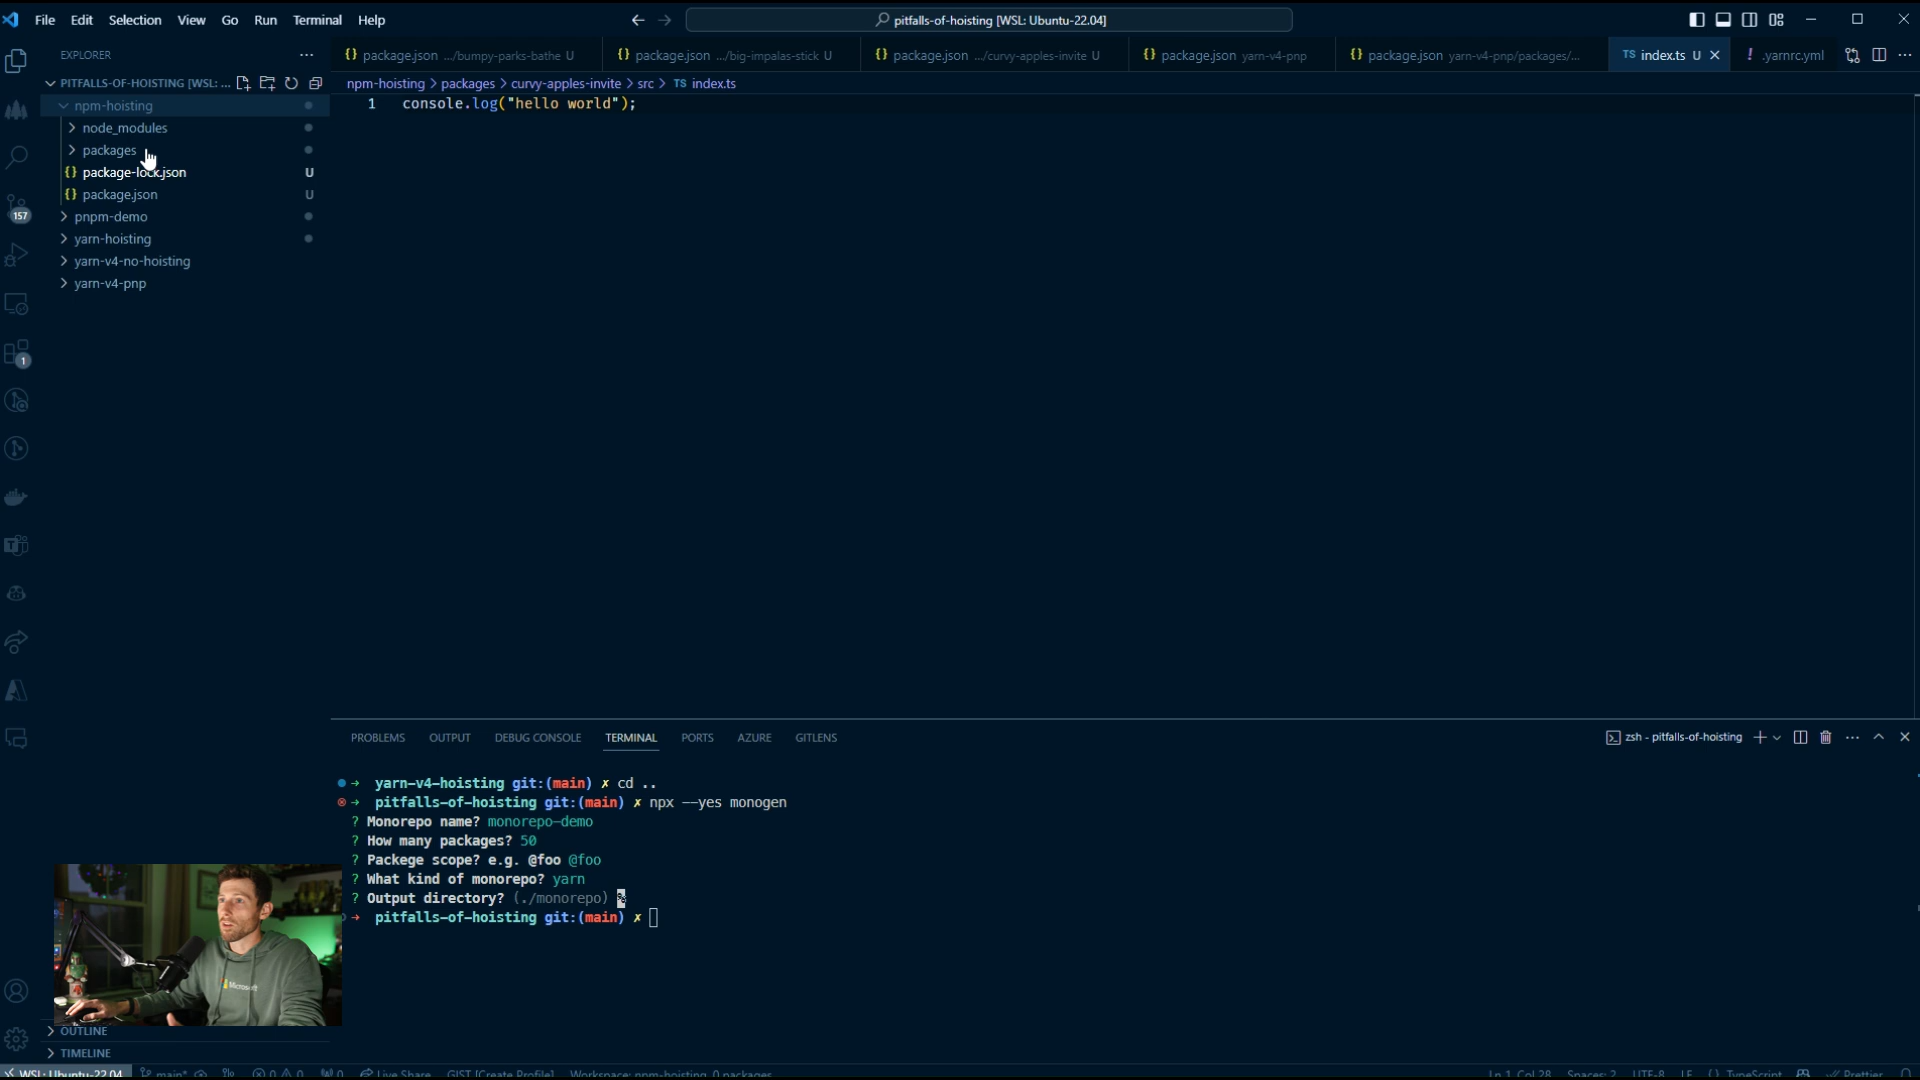 File Edit Selection View Go Run Terminal Help
pitfalls-of-hoisting [WSL: Ubuntu-22.04]
EXPLORER
package.json .../bumpy-parks-bathe U
package.json .../big-impalas-stick U
package.json .../curvy-apples-invite U
package.json yarn-v4-pnp
package.json yarn-v4-pnp/packages/...
TS index.ts U
! .yarnrc.yml
PITFALLS-OF-HOISTING [WSL: ...
npm-hoisting > packages > curvy-apples-invite > src > TS index.ts
1 console.log("hello world");
npm-hoisting
node_modules
packages
{} package-lock.json U
{} package.json U
pnpm-demo
yarn-hoisting
yarn-v4-no-hoisting
yarn-v4-pnp
157
1
PROBLEMS OUTPUT DEBUG CONSOLE TERMINAL PORTS AZURE GITLENS
zsh - pitfalls-of-hoisting
→ yarn-v4-hoisting git:(main) ✗ cd ..
→ pitfalls-of-hoisting git:(main) ✗ npx --yes monogen
? Monorepo name? monorepo-demo
? How many packages? 50
? Packege scope? e.g. @foo @foo
? What kind of monorepo? yarn
? Output directory? (./monorepo) %
→ pitfalls-of-hoisting git:(main) ✗
Microsoft
OUTLINE
TIMELINE
WSL: Ubuntu-22.04 main* 0 0 0 Live Share GIST [Create Profile] Workspace: npm-hoisting, 0 packages Ln 1, Col 28 Spaces: 2 UTF-8 LF {} TypeScript Prettier